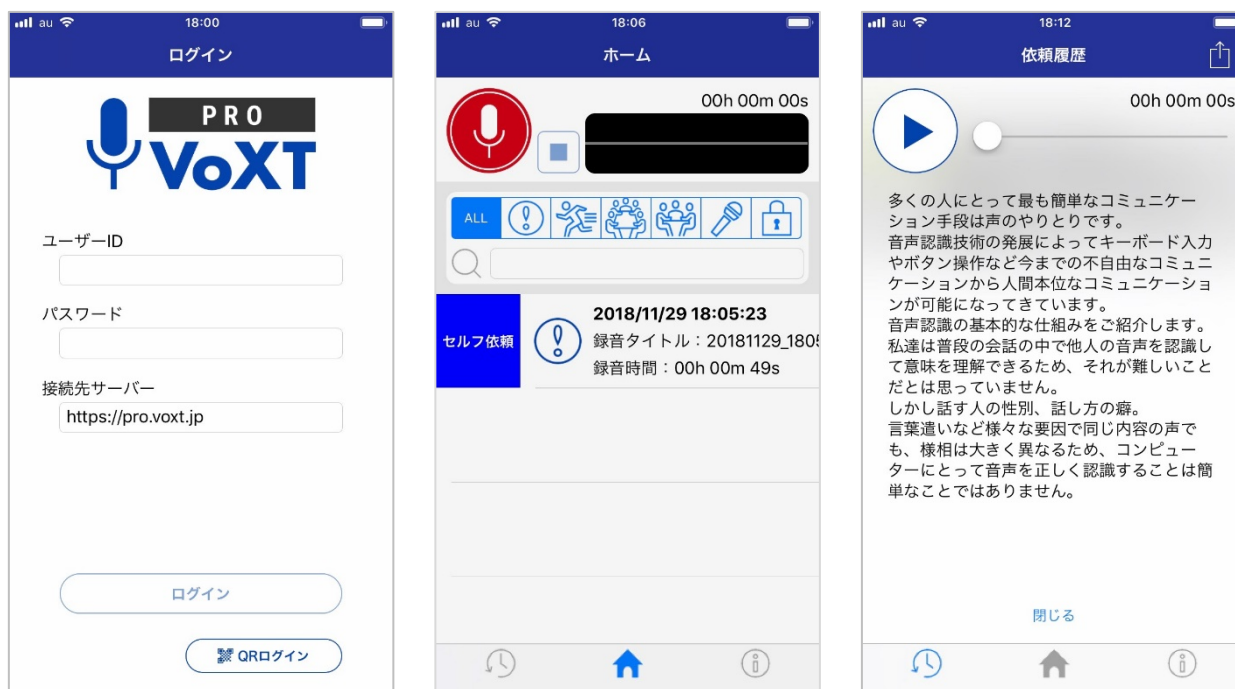 au 18:00
ログイン
PRO
VoXT
ユーザーID
パスワード
接続先サーバー
https://pro.voxt.jp
ログイン
QRログイン
au 18:06
ホーム
00h 00m 00s
ALL
2018/11/29 18:05:23
セルフ依頼
録音タイトル:20181129_180
録音時間:00h 00m 49s
au 18:12
依頼履歴
00h 00m 00s
多くの人にとって最も簡単なコミュニケー
ション手段は声のやりとりです。
音声認識技術の発展によってキーボード入力
やボタン操作など今までの不自由なコミュニ
ケーションから人間本位なコミュニケーショ
ンが可能になってきています。
音声認識の基本的な仕組みをご紹介します。
私達は普段の会話の中で他人の音声を認識し
て意味を理解できるため、それが難しいこと
だとは思っていません。
しかし話す人の性別、話し方の癖。
言葉遣いなど様々な要因で同じ内容の声で
も、様相は大きく異なるため、コンピュー
ターにとって音声を正しく認識することは簡
単なことではありません。
閉じる